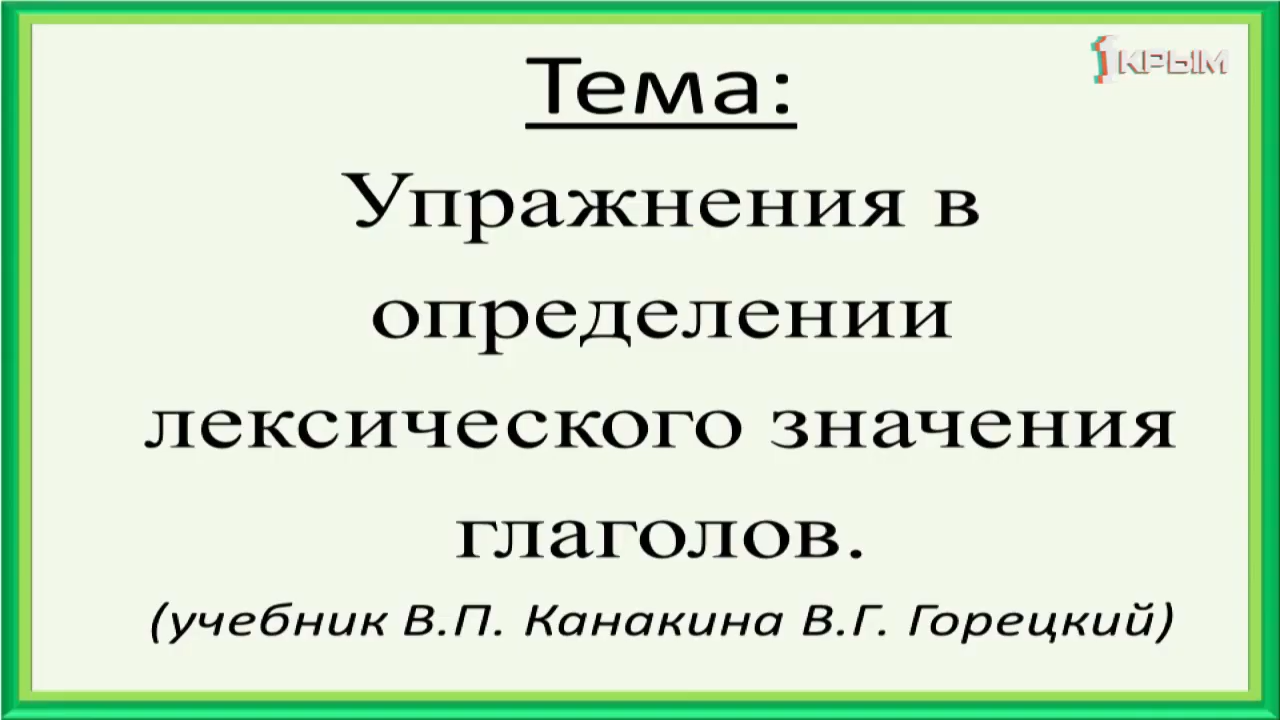 Тема:
1КРЫМ
Упражнения в
определении
лексического значения
глаголов.
(учебник В.П. Канакина В.Г. Горецкий)